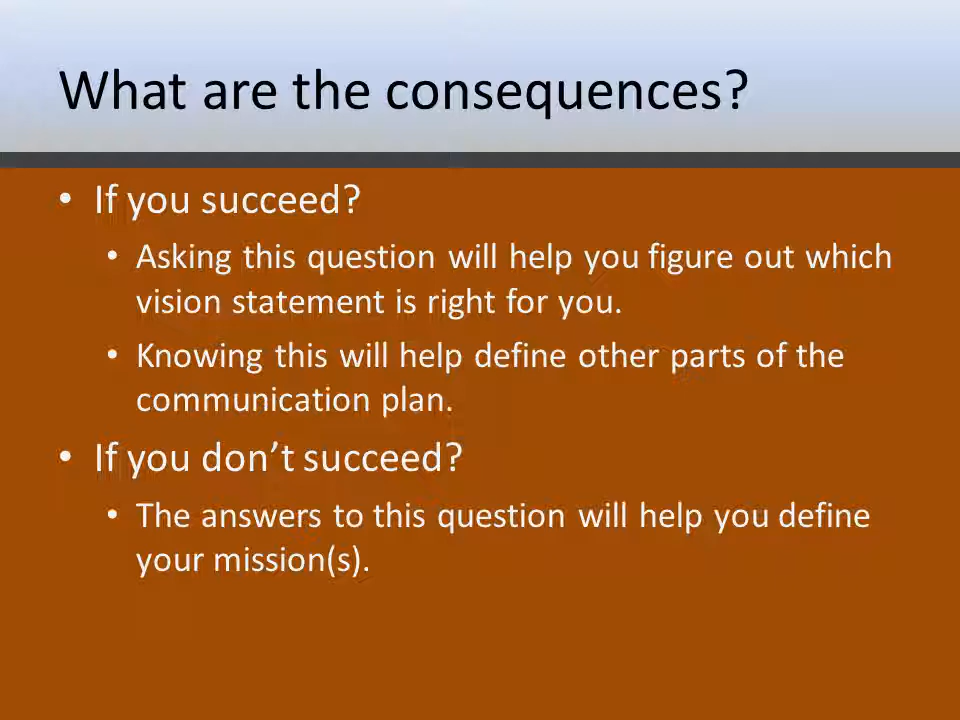 What are the consequences?
• If you succeed?
• Asking this question will help you figure out which
vision statement is right for you.
• Knowing this will help define other parts of the
communication plan.
• If you don’t succeed?
• The answers to this question will help you define
your mission(s).